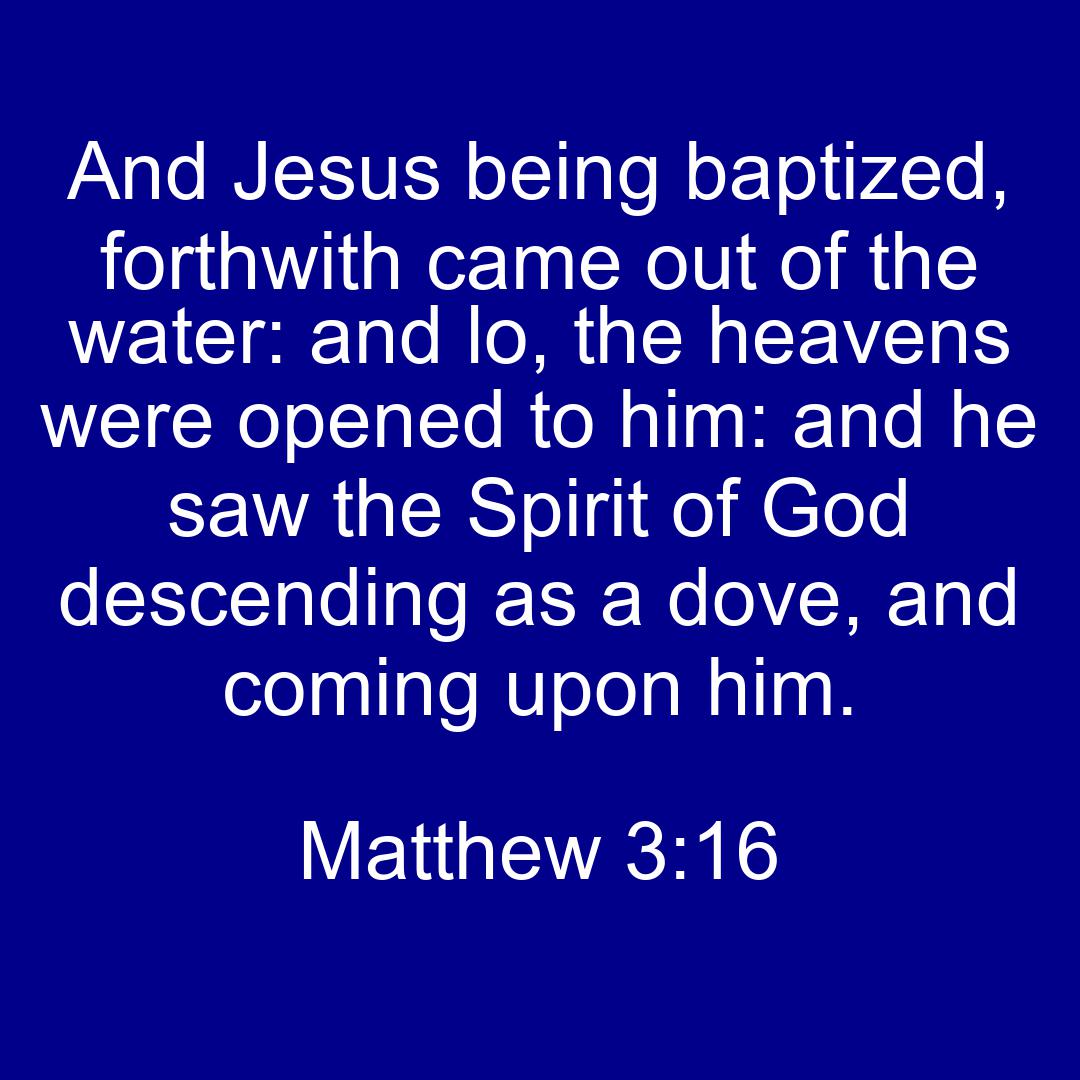 And Jesus being baptized,
forthwith came out of the
water: and lo, the heavens
were opened to him: and he
saw the Spirit of God
descending as a dove, and
coming upon him.
Matthew 3:16